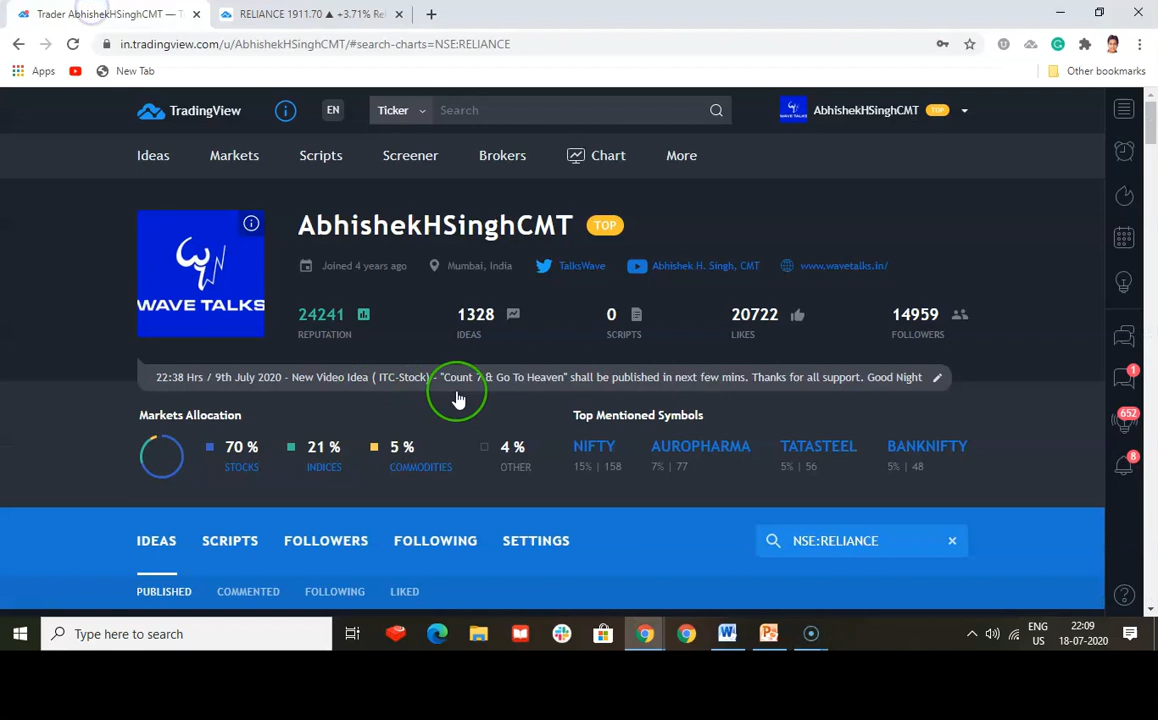 Trader AbhishekHSinghCMT — T
RELIANCE 1911.70 ▲ +3.71% Re
in.tradingview.com/u/AbhishekHSinghCMT/#search-charts=NSE:RELIANCE
Apps
New Tab
Other bookmarks
TradingView
EN
Ticker
Search
AbhishekHSinghCMT
TOP
Ideas
Markets
Scripts
Screener
Brokers
Chart
More
WAVE TALKS
AbhishekHSinghCMT TOP
Joined 4 years ago
Mumbai, India
TalksWave
Abhishek H. Singh, CMT
www.wavetalks.in/
24241
1328
0
20722
14959
REPUTATION
IDEAS
SCRIPTS
LIKES
FOLLOWERS
22:38 Hrs / 9th July 2020 - New Video Idea ( ITC-Stock) - "Count 7 & Go To Heaven" shall be published in next few mins. Thanks for all support. Good Night
1
Markets Allocation
Top Mentioned Symbols
652
70 %
21 %
5 %
4 %
NIFTY
AUROPHARMA
TATASTEEL
BANKNIFTY
8
STOCKS
INDICES
COMMODITIES
OTHER
15% | 158
7% | 77
5% | 56
5% | 48
IDEAS
SCRIPTS
FOLLOWERS
FOLLOWING
SETTINGS
NSE:RELIANCE
PUBLISHED
COMMENTED
FOLLOWING
LIKED
Type here to search
ENG
US
22:09
18-07-2020